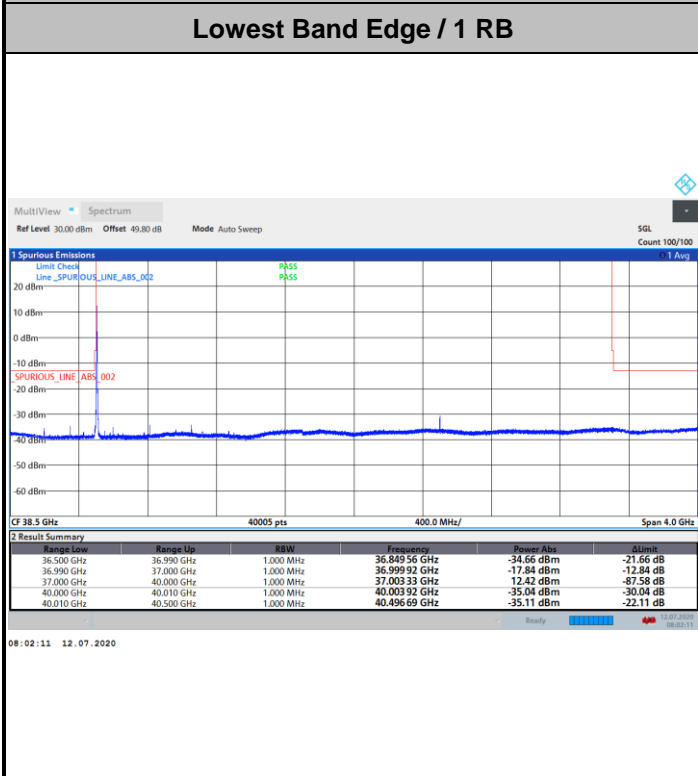 Lowest Band Edge / 1 RB
MultiView Spectrum
Ref Level 30.00 dBm Offset 49.80 dB Mode Auto Sweep SGL
Count 100/100
1 Spurious Emissions 1 Avg
Limit Check PASS
Line _SPURIOUS_LINE_ABS_002 PASS
20 dBm
10 dBm
0 dBm
-10 dBm
_SPURIOUS_LINE_ABS_002
-20 dBm
-30 dBm
-40 dBm
-50 dBm
-60 dBm
CF 38.5 GHz 40005 pts 400.0 MHz/ Span 4.0 GHz
2 Result Summary
Range Low Range Up RBW Frequency Power Abs ΔLimit
36.500 GHz 36.990 GHz 1.000 MHz 36.849 56 GHz -34.66 dBm -21.66 dB
36.990 GHz 37.000 GHz 1.000 MHz 36.999 92 GHz -17.84 dBm -12.84 dB
37.000 GHz 40.000 GHz 1.000 MHz 37.003 33 GHz 12.42 dBm -87.58 dB
40.000 GHz 40.010 GHz 1.000 MHz 40.003 92 GHz -35.04 dBm -30.04 dB
40.010 GHz 40.500 GHz 1.000 MHz 40.496 69 GHz -35.11 dBm -22.11 dB
Ready 12.07.2020
08:02:11
08:02:11 12.07.2020